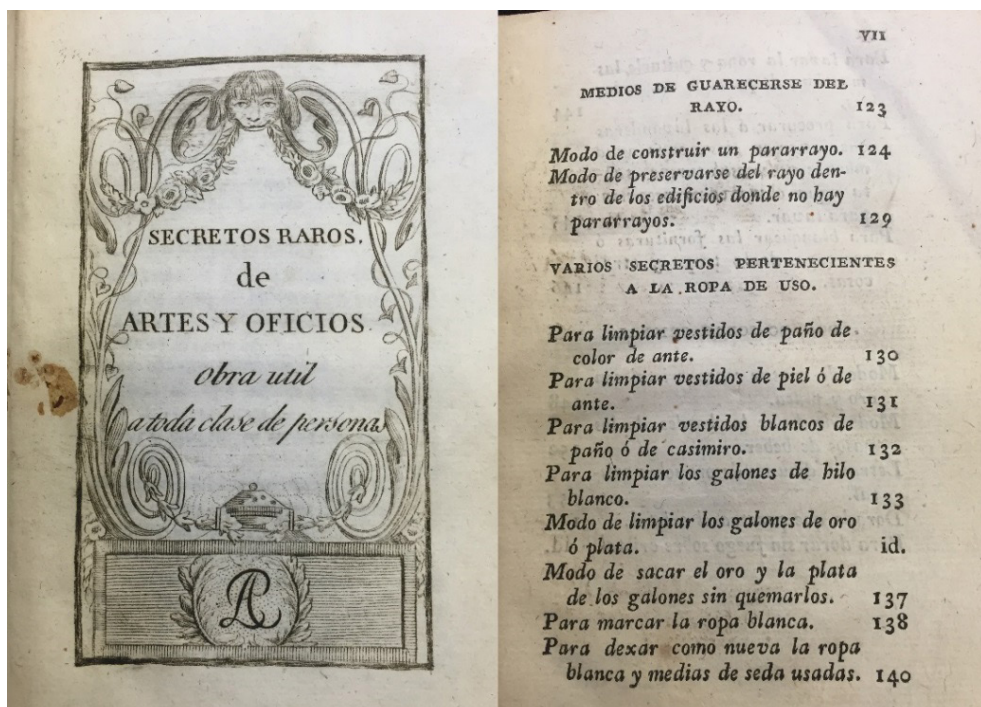 SECRETOS RAROS.
de
ARTES Y OFICIOS
obra util
a toda clase de personas
VII
MEDIOS DE GUARECERSE DEL
RAYO. 123
Modo de construir un pararrayo. 124
Modo de preservarse del rayo den-
tro de los edificios donde no hay
pararrayos. 129
VARIOS SECRETOS PERTENECIENTES
A LA ROPA DE USO.
Para limpiar vestidos de paño de
color de ante. 130
Para limpiar vestidos de piel ó de
ante. 131
Para limpiar vestidos blancos de
paño ó de casimiro. 132
Para limpiar los galones de hilo
blanco. 133
Modo de limpiar los galones de oro
ó plata. id.
Modo de sacar el oro y la plata
de los galones sin quemarlos. 137
Para marcar la ropa blanca. 138
Para dexar como nueva la ropa
blanca y medias de seda usadas. 140